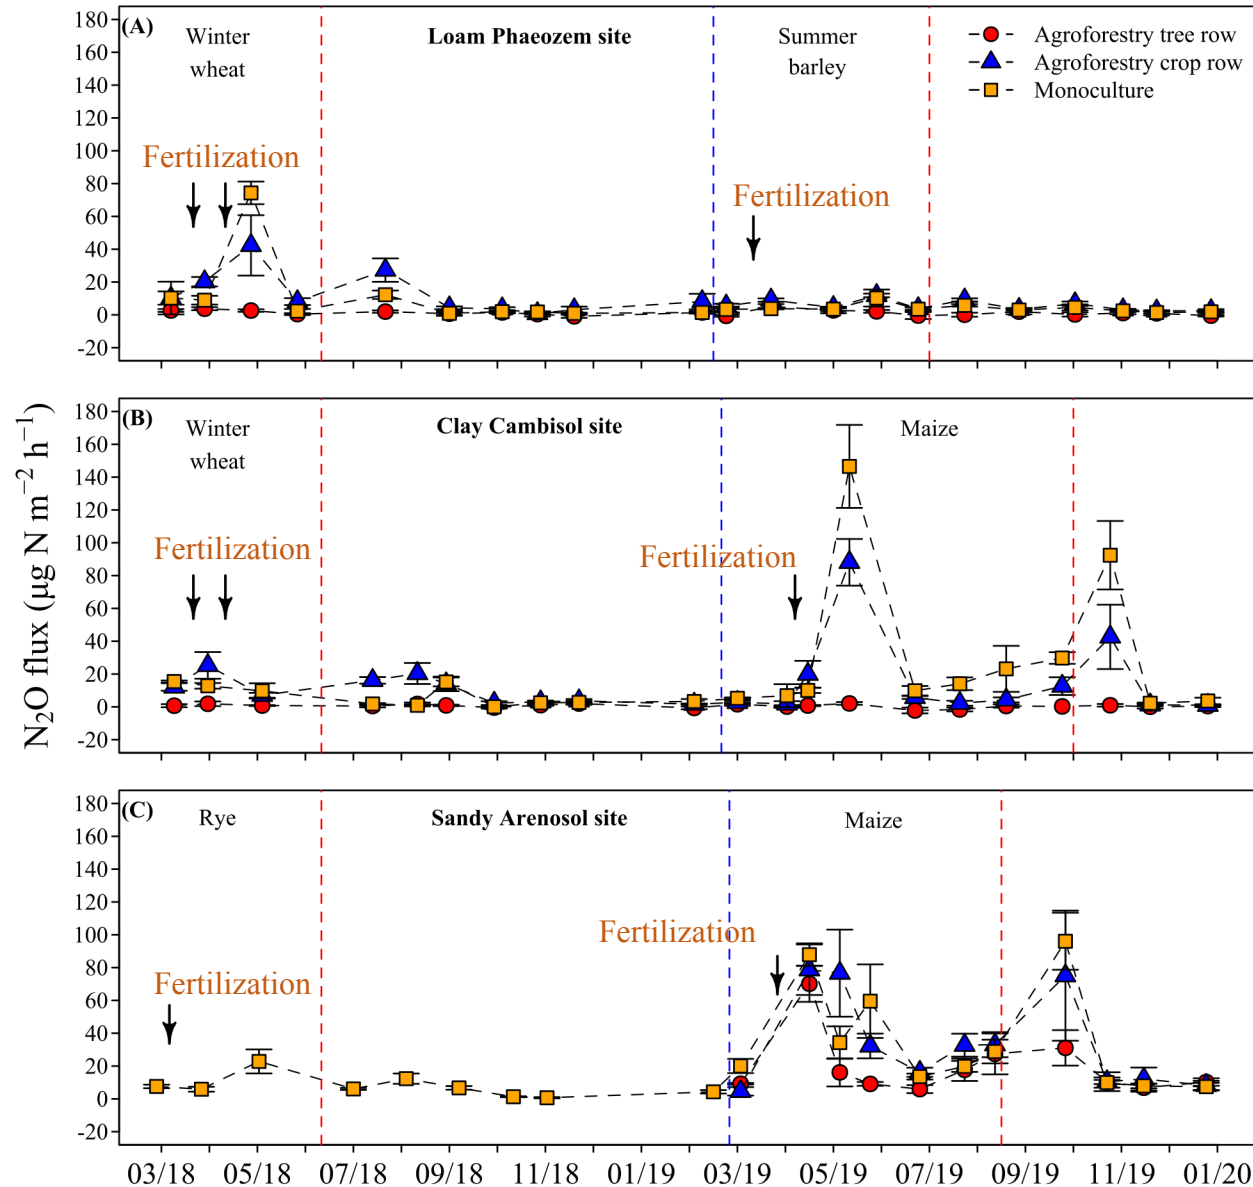 (A)
Winter
wheat
Loam Phaeozem site
Summer
barley
Agroforestry tree row
Agroforestry crop row
Monoculture
Fertilization
Fertilization
180
160
140
120
100
80
60
40
20
0
-20
(B)
Winter
wheat
Clay Cambisol site
Maize
Fertilization
Fertilization
180
160
140
120
100
80
60
40
20
0
-20
N₂O flux (µg N m⁻² h⁻¹)
(C)
Rye
Sandy Arenosol site
Maize
Fertilization
Fertilization
180
160
140
120
100
80
60
40
20
0
-20
03/18 05/18 07/18 09/18 11/18 01/19 03/19 05/19 07/19 09/19 11/19 01/20